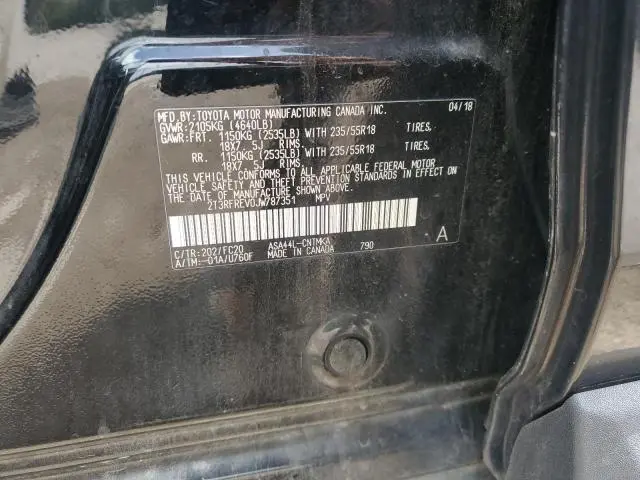 MFD. BY: TOYOTA MOTOR MANUFACTURING CANADA INC. 04/18
GVWR: 2105KG (4640LB)
GAWR: FRT. 1150KG (2535LB) WITH 235/55R18 TIRES,
18X7.5J RIMS.
RR. 1150KG (2535LB) WITH 235/55R18 TIRES,
18X7.5J RIMS.
THIS VEHICLE CONFORMS TO ALL APPLICABLE FEDERAL MOTOR
VEHICLE SAFETY AND THEFT PREVENTION STANDARDS IN EFFECT ON
THE DATE OF MANUFACTURE SHOWN ABOVE.
2T3RFREV0JW787351 MPV
C/TR: 202/FC20 ASA44L-CNTMKA 790 A
A/TM: -01A/U760F MADE IN CANADA